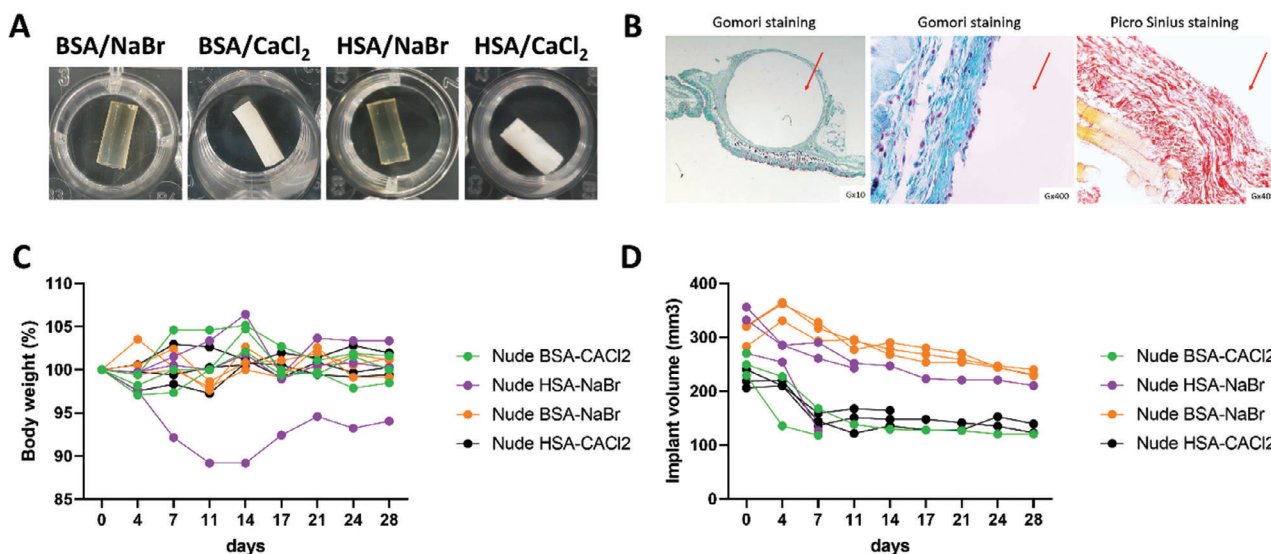 A
BSA/NaBr
BSA/CaCl₂
HSA/NaBr
HSA/CaCl₂
B
Gomori staining
Gomori staining
Picro Sinius staining
Gx10
Gx400
Gx40
C
Body weight (%)
110
105
100
95
90
85
0 4 7 11 14 17 21 24 28
days
Nude BSA-CACl2
Nude HSA-NaBr
Nude BSA-NaBr
Nude HSA-CACl2
D
Implant volume (mm3)
400
300
200
100
0
0 4 7 11 14 17 21 24 28
days
Nude BSA-CACl2
Nude HSA-NaBr
Nude BSA-NaBr
Nude HSA-CACl2